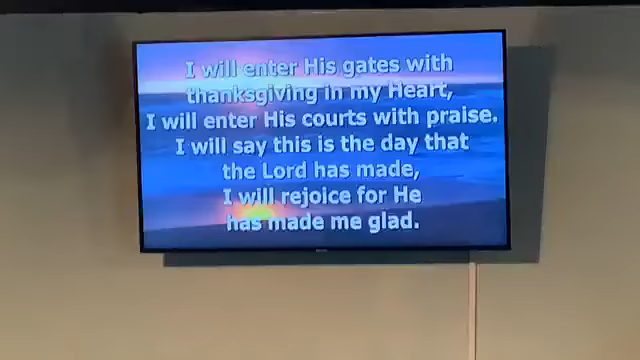 I will enter His gates with
thanksgiving in my Heart,
I will enter His courts with praise.
I will say this is the day that
the Lord has made,
I will rejoice for He
has made me glad.